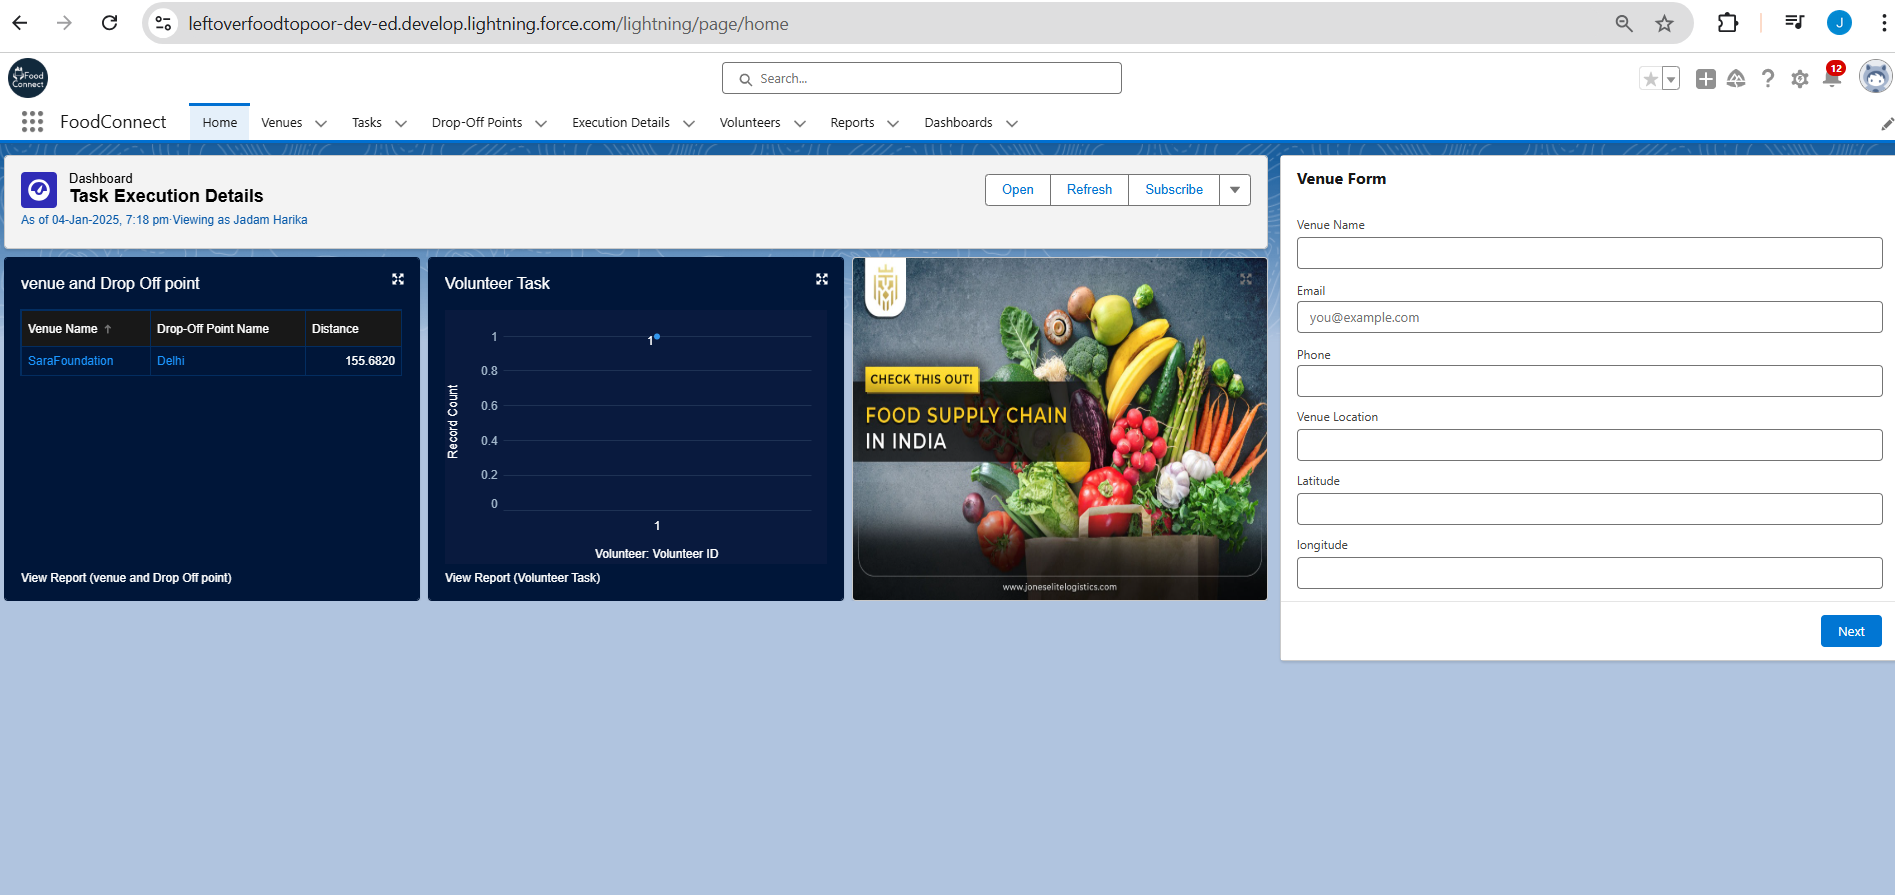 leftoverfoodtopoor-dev-ed.develop.lightning.force.com/lightning/page/home
J
Food
Connect
Search...
12
FoodConnect
Home
Venues
Tasks
Drop-Off Points
Execution Details
Volunteers
Reports
Dashboards
Dashboard
Task Execution Details
As of 04-Jan-2025, 7:18 pm·Viewing as Jadam Harika
Open
Refresh
Subscribe
venue and Drop Off point
Venue Name ↑
Drop-Off Point Name
Distance
SaraFoundation
Delhi
155.6820
View Report (venue and Drop Off point)
Volunteer Task
Record Count
1
0.8
0.6
0.4
0.2
0
1
1
Volunteer: Volunteer ID
View Report (Volunteer Task)
CHECK THIS OUT!
FOOD SUPPLY CHAIN
IN INDIA
www.joneselitelogistics.com
Venue Form
Venue Name
Email
you@example.com
Phone
Venue Location
Latitude
longitude
Next